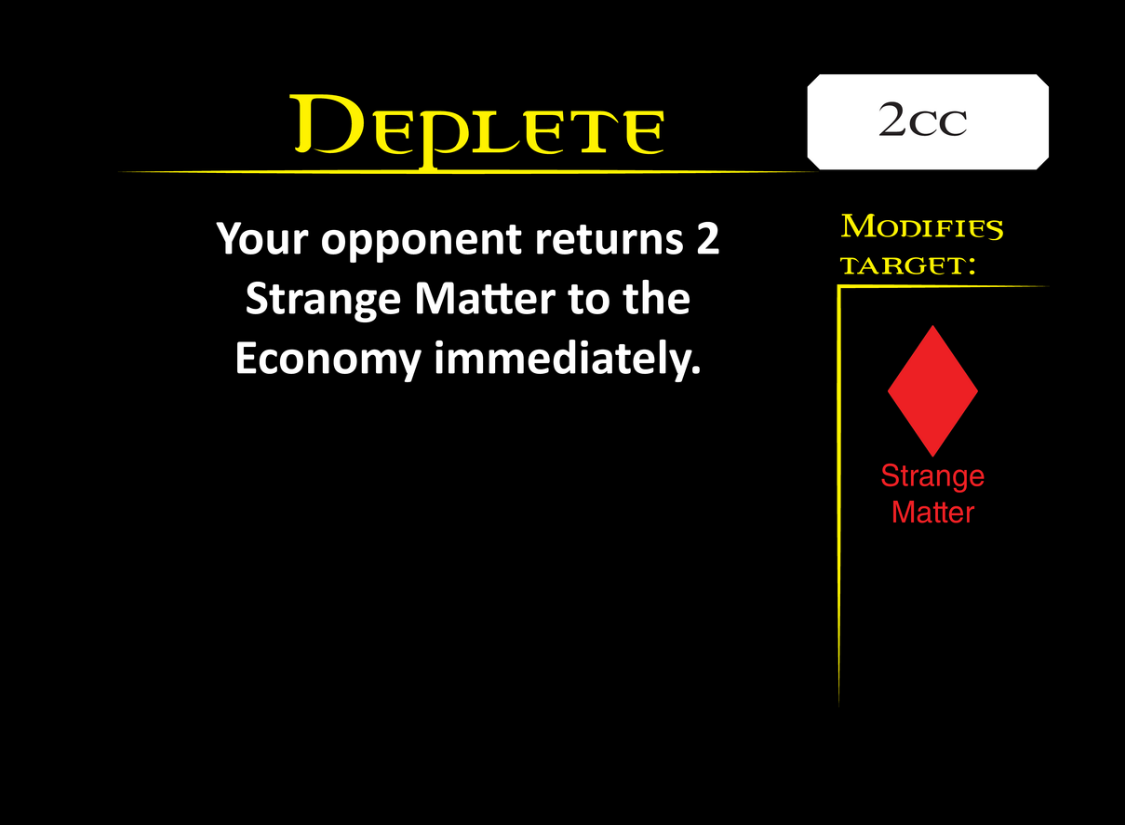 Deplete
2cc
Your opponent returns 2
Strange Matter to the
Economy immediately.
Modifies
target:
Strange
Matter